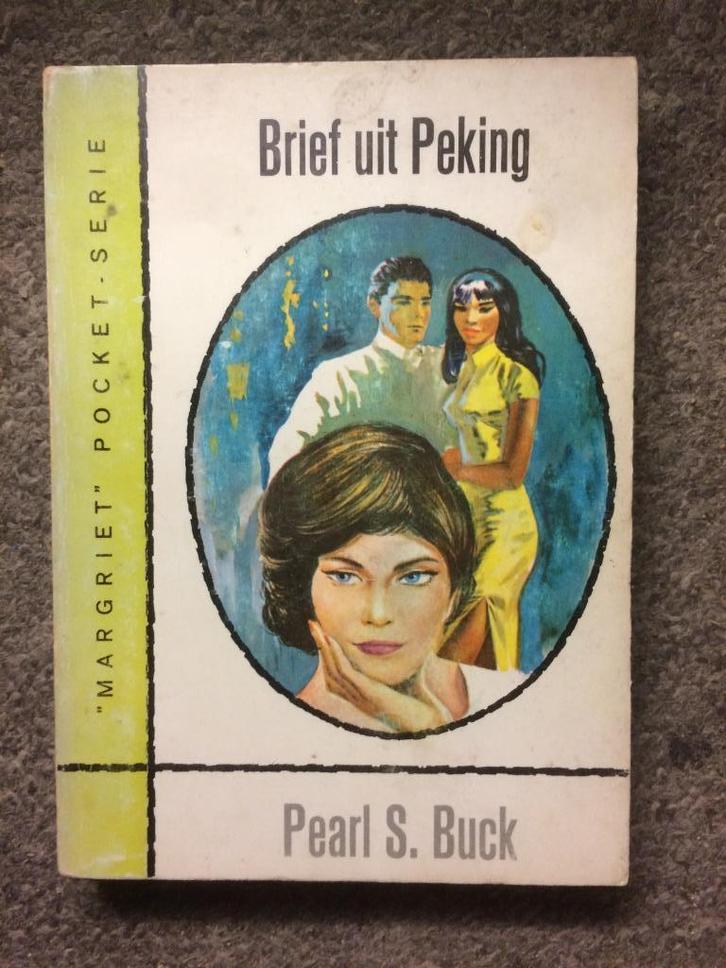 Brief uit Peking
"MARGRIET" POCKET-SERIE
Pearl S. Buck